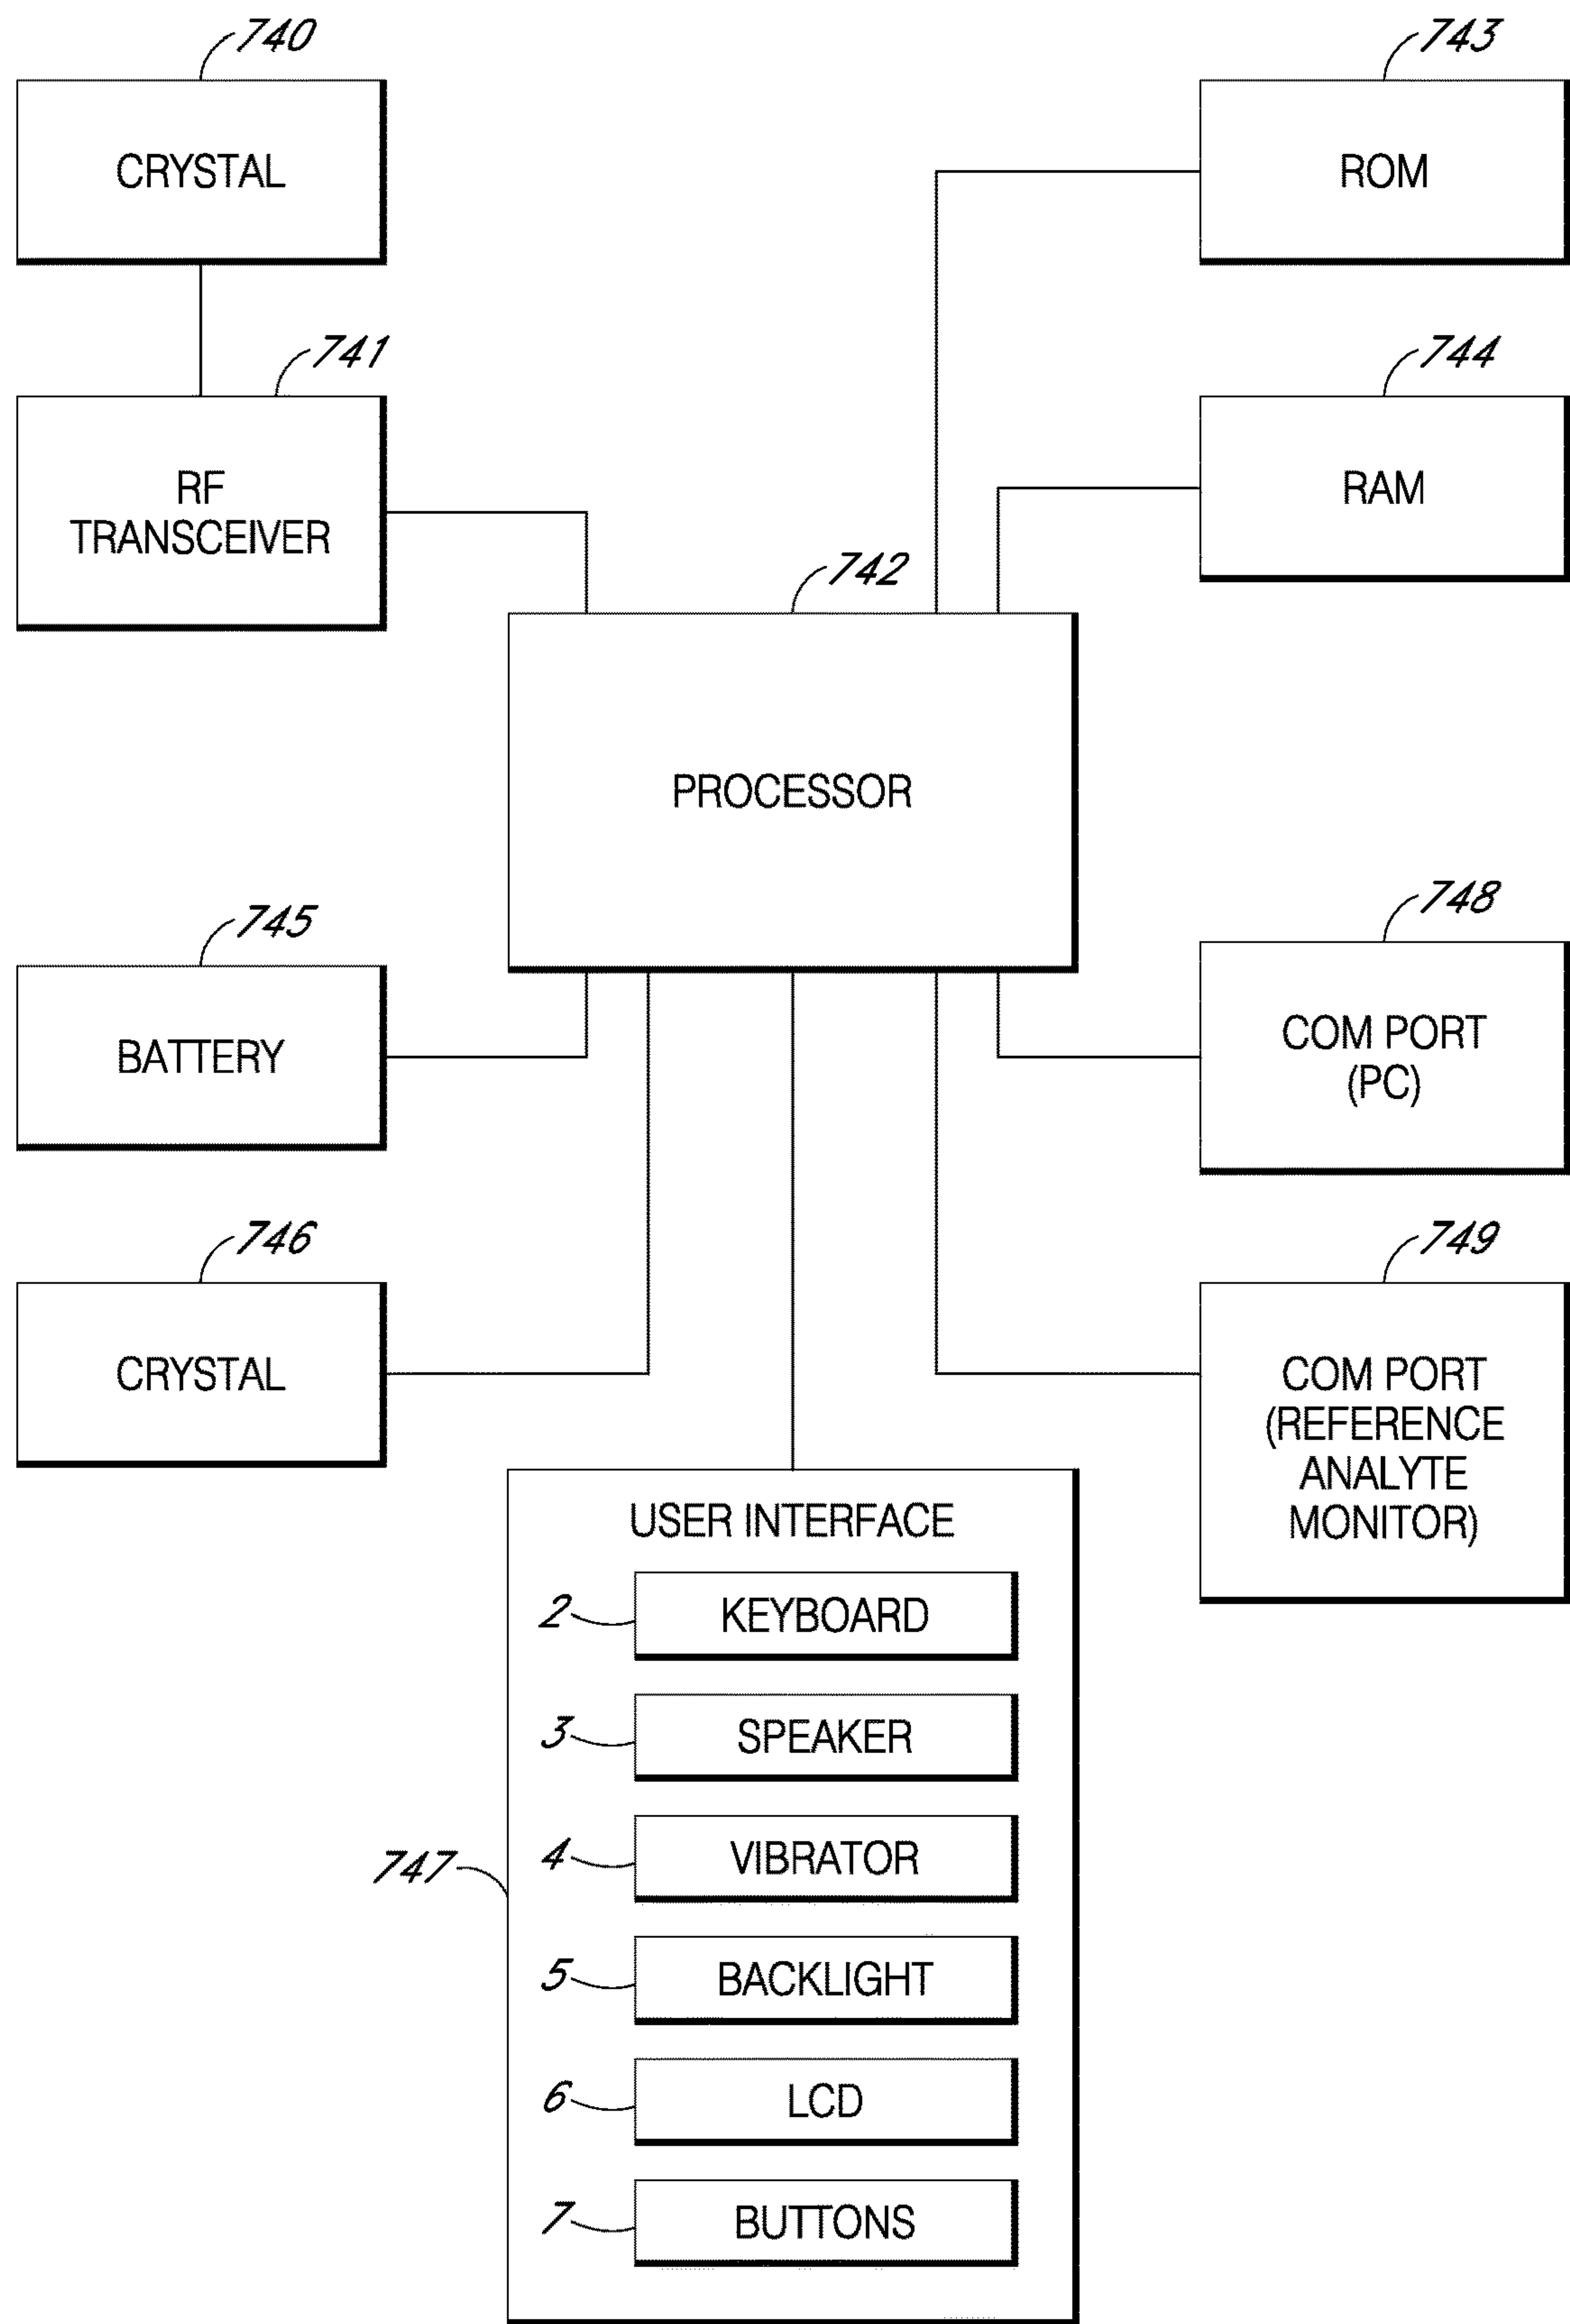 740
CRYSTAL
743
ROM
741
RF
TRANSCEIVER
744
RAM
742
PROCESSOR
745
BATTERY
748
COM PORT
(PC)
746
CRYSTAL
749
COM PORT
(REFERENCE
ANALYTE
MONITOR)
747
USER INTERFACE
2 KEYBOARD
3 SPEAKER
4 VIBRATOR
5 BACKLIGHT
6 LCD
7 BUTTONS